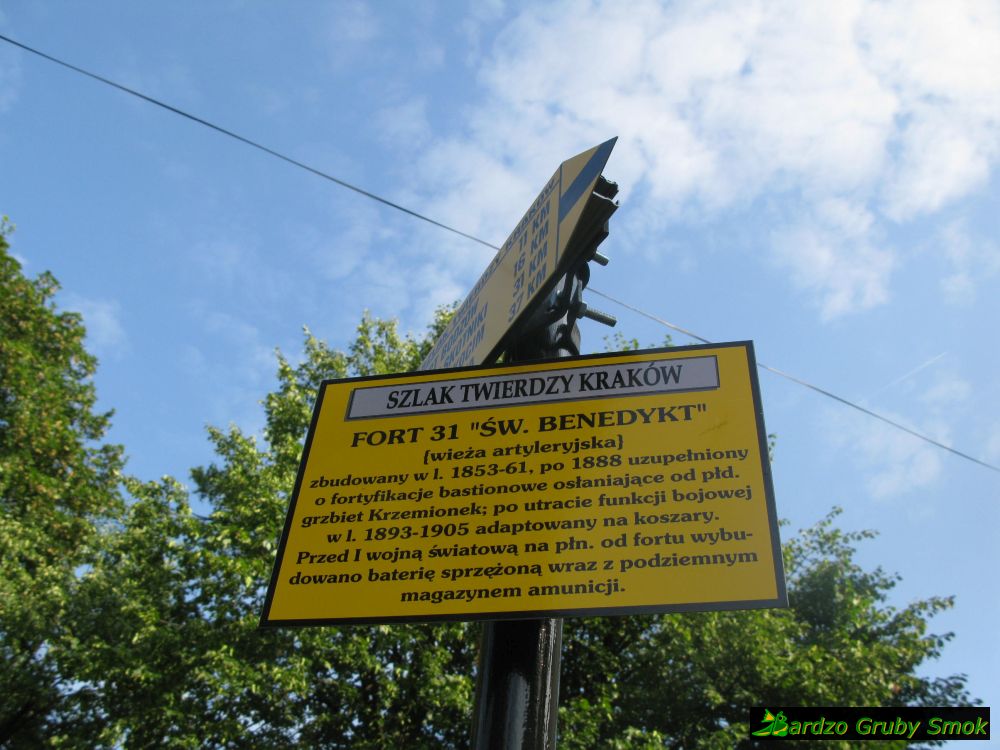 11 KM
18 KM
31 KM
37 KM
SZLAK TWIERDZY KRAKÓW
FORT 31 "ŚW. BENEDYKT"
{wieża artyleryjska}
zbudowany w l. 1853-61, po 1888 uzupełniony
o fortyfikacje bastionowe osłaniające od płd.
grzbiet Krzemionek; po utracie funkcji bojowej
w l. 1893-1905 adaptowany na koszary.
Przed I wojną światową na płn. od fortu wybu-
dowano baterię sprzężoną wraz z podziemnym
magazynem amunicji.
Bardzo Gruby Smok